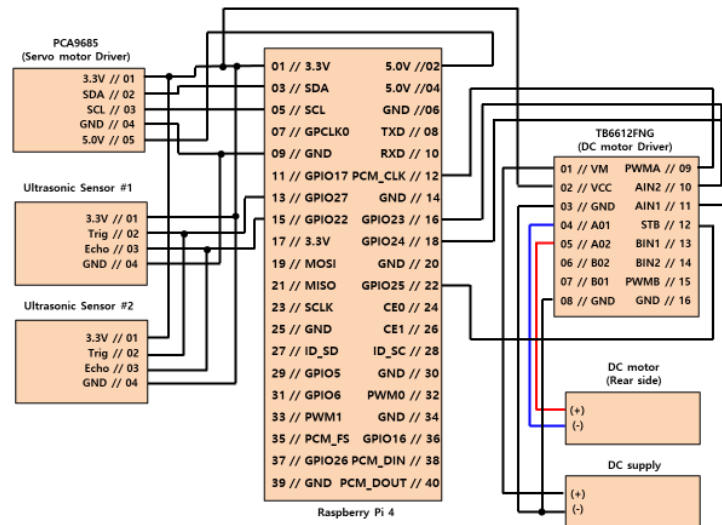 PCA9685
(Servo motor Driver)
3.3V // 01
SDA // 02
SCL // 03
GND // 04
5.0V // 05
Ultrasonic Sensor #1
3.3V // 01
Trig // 02
Echo // 03
GND // 04
Ultrasonic Sensor #2
3.3V // 01
Trig // 02
Echo // 03
GND // 04
01 // 3.3V 5.0V //02
03 // SDA 5.0V //04
05 // SCL GND //06
07 // GPCLK0 TXD // 08
09 // GND RXD // 10
11 // GPIO17 PCM_CLK // 12
13 // GPIO27 GND // 14
15 // GPIO22 GPIO23 // 16
17 // 3.3V GPIO24 // 18
19 // MOSI GND // 20
21 // MISO GPIO25 // 22
23 // SCLK CE0 // 24
25 // GND CE1 // 26
27 // ID_SD ID_SC // 28
29 // GPIO5 GND // 30
31 // GPIO6 PWM0 // 32
33 // PWM1 GND // 34
35 // PCM_FS GPIO16 // 36
37 // GPIO26 PCM_DIN // 38
39 // GND PCM_DOUT // 40
Raspberry Pi 4
TB6612FNG
(DC motor Driver)
01 // VM PWMA // 09
02 // VCC AIN2 // 10
03 // GND AIN1 // 11
04 // A01 STB // 12
05 // A02 BIN1 // 13
06 // B02 BIN2 // 14
07 // B01 PWMB // 15
08 // GND GND // 16
DC motor
(Rear side)
(+)
(-)
DC supply
(+)
(-)